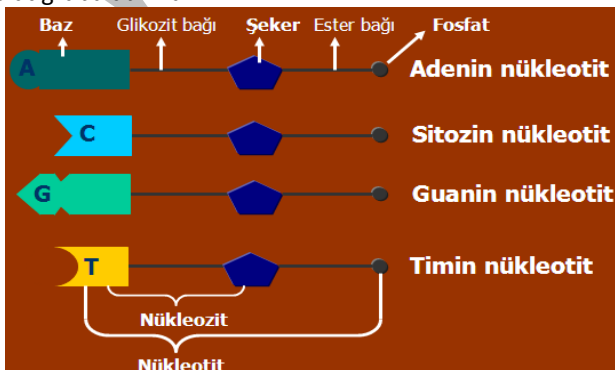 Baz Glikozit bağı Şeker Ester bağı Fosfat
A Adenin nükleotit
C Sitozin nükleotit
G Guanin nükleotit
T Timin nükleotit
Nükleozit
Nükleotit